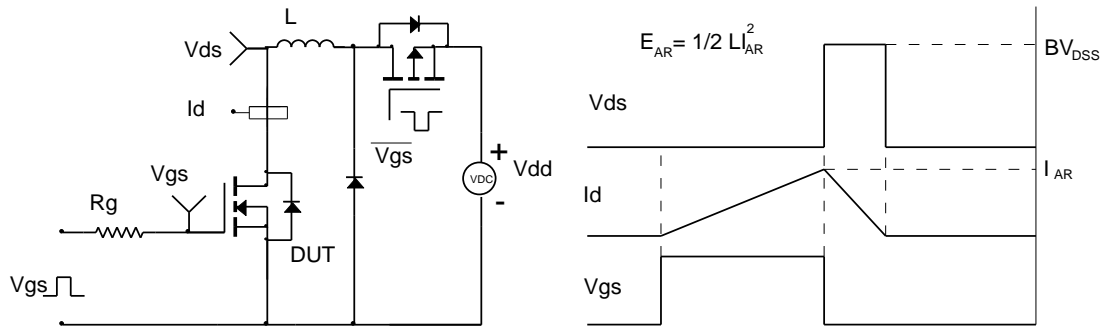 L
Vds
Id
Vgs
Vgs
+
VDC
Vdd
-
Vgs
Rg
DUT
Vgs
E_AR= 1/2 LI_AR^2
BV_DSS
Vds
I_AR
Id
Vgs